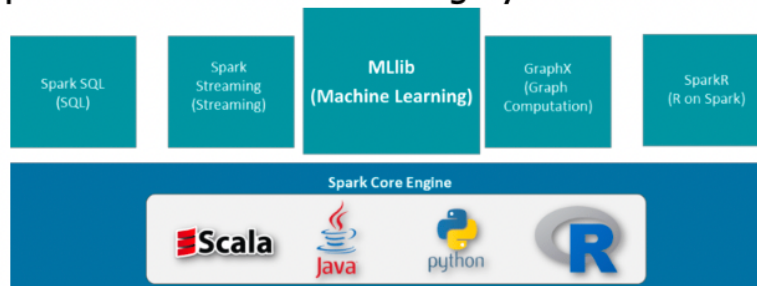 Spark SQL
(SQL)
Spark
Streaming
(Streaming)
MLlib
(Machine Learning)
GraphX
(Graph
Computation)
SparkR
(R on Spark)
Spark Core Engine
Scala
Java
python
R